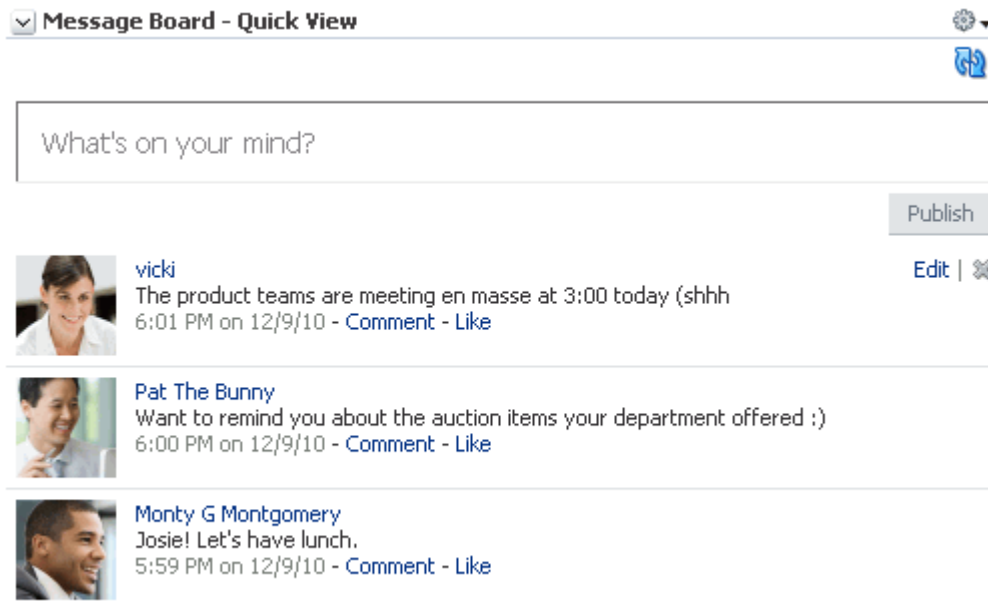 Message Board - Quick View
What's on your mind?
Publish
vicki
Edit |
The product teams are meeting en masse at 3:00 today (shhh
6:01 PM on 12/9/10 - Comment - Like
Pat The Bunny
Want to remind you about the auction items your department offered :)
6:00 PM on 12/9/10 - Comment - Like
Monty G Montgomery
Josie! Let's have lunch.
5:59 PM on 12/9/10 - Comment - Like